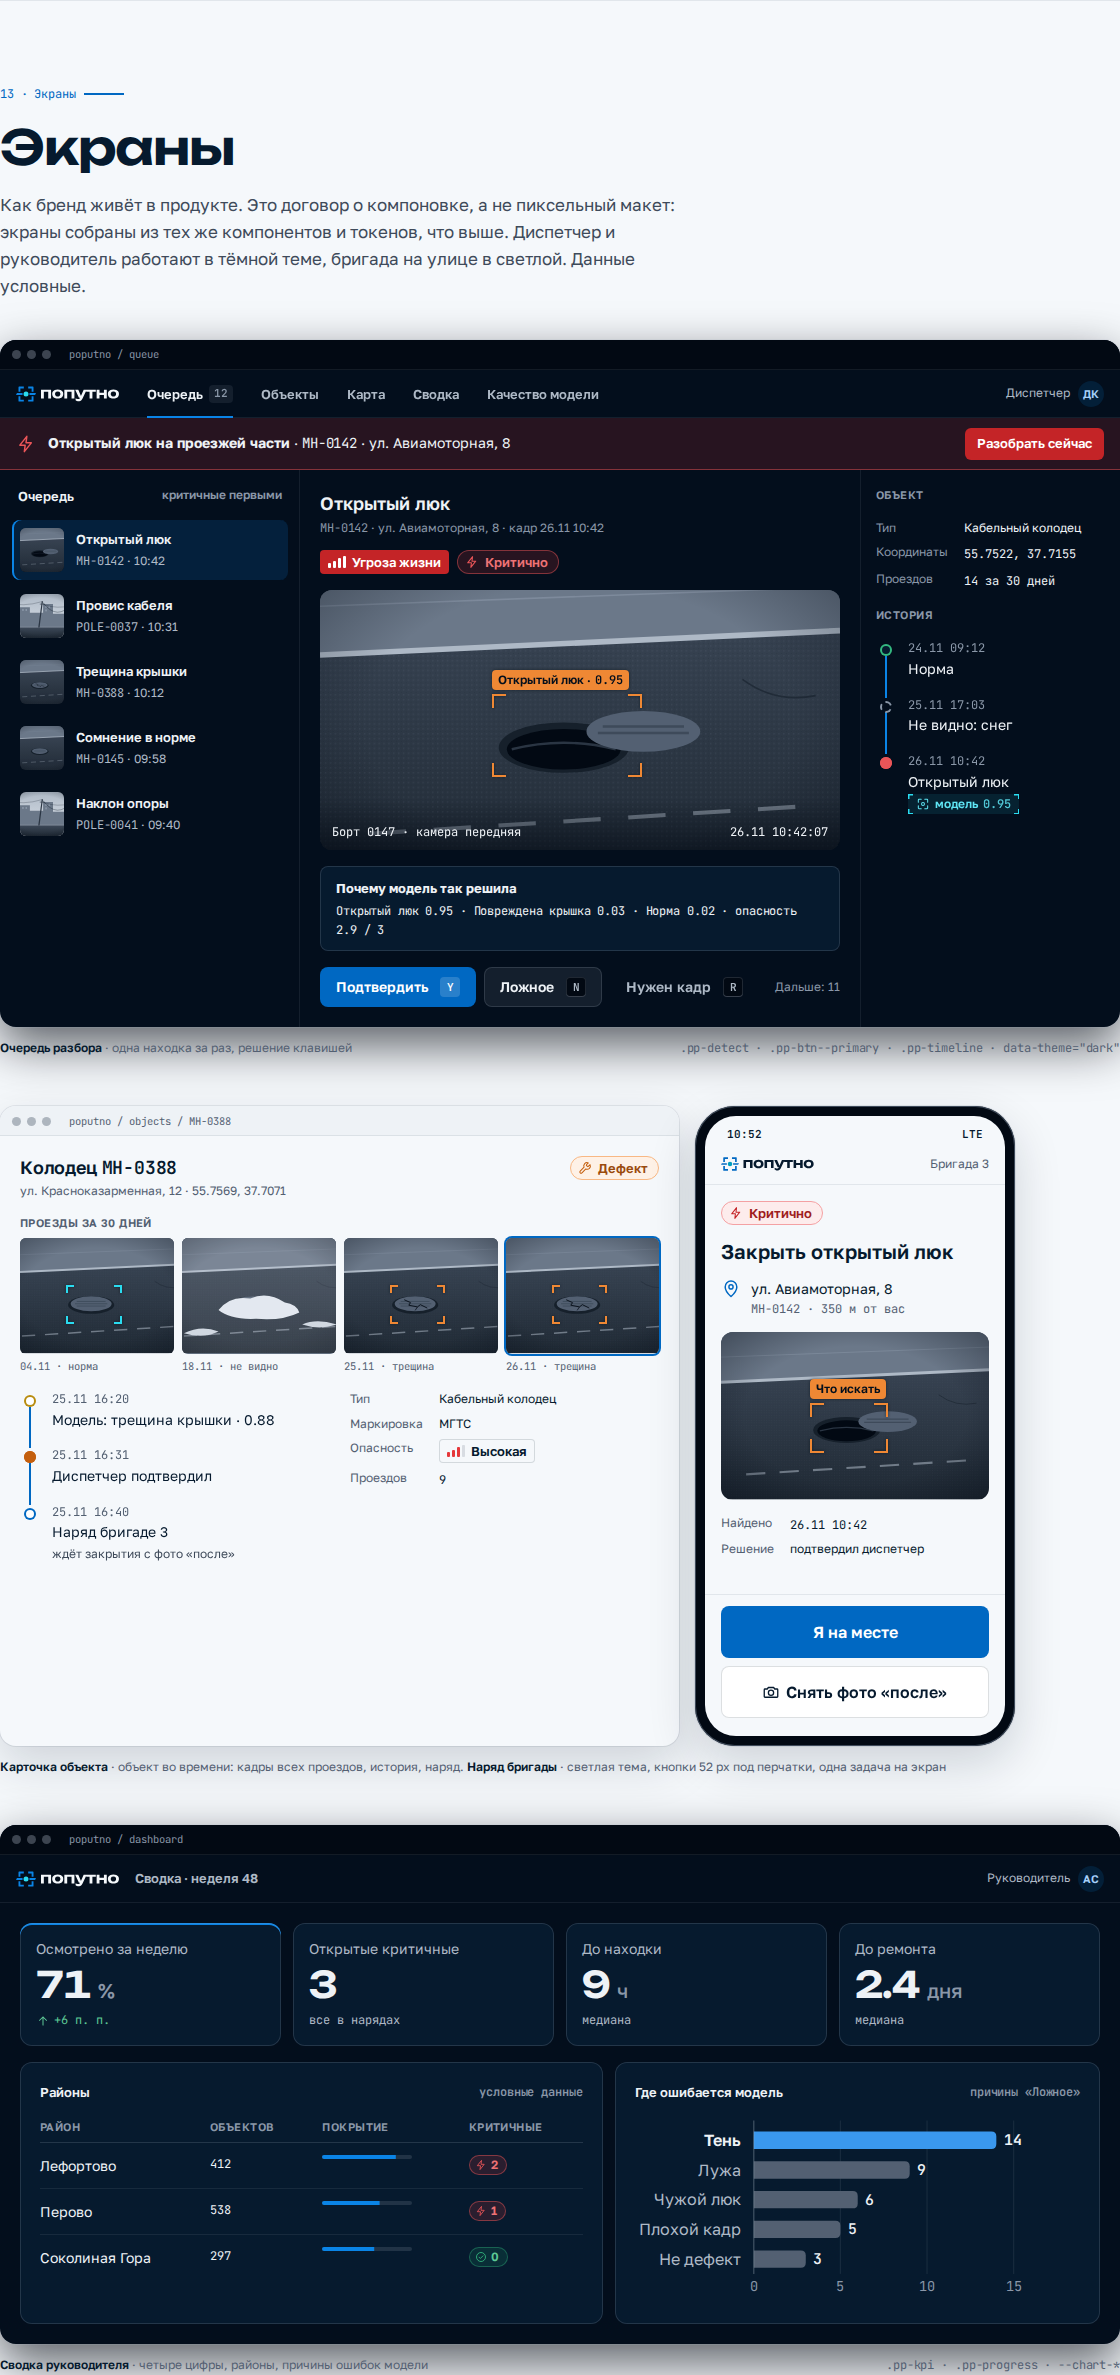 13 · Экраны
Экраны
Как бренд живёт в продукте. Это договор о компоновке, а не пиксельный макет:
экраны собраны из тех же компонентов и токенов, что выше. Диспетчер и
руководитель работают в тёмной теме, бригада на улице в светлой. Данные
условные.
poputno / queue
ПОПУТНО
Очередь 12
Объекты
Карта
Сводка
Качество модели
Диспетчер ДК
Открытый люк на проезжей части · MH-0142 · ул. Авиамоторная, 8
Разобрать сейчас
Очередь
критичные первыми
Открытый люк
MH-0142 · 10:42
Провис кабеля
POLE-0037 · 10:31
Трещина крышки
MH-0388 · 10:12
Сомнение в норме
MH-0145 · 09:58
Наклон опоры
POLE-0041 · 09:40
Открытый люк
MH-0142 · ул. Авиамоторная, 8 · кадр 26.11 10:42
Угроза жизни
Критично
Открытый люк · 0.95
Борт 0147 · камера передняя
26.11 10:42:07
Почему модель так решила
Открытый люк 0.95 · Повреждена крышка 0.03 · Норма 0.02 · опасность
2.9 / 3
Подтвердить Y
Ложное N
Нужен кадр R
Дальше: 11
ОБЪЕКТ
Тип Кабельный колодец
Координаты 55.7522, 37.7155
Проездов 14 за 30 дней
ИСТОРИЯ
24.11 09:12
Норма
25.11 17:03
Не видно: снег
26.11 10:42
Открытый люк
модель 0.95
Очередь разбора · одна находка за раз, решение клавишей
.pp-detect · .pp-btn--primary · .pp-timeline · data-theme="dark"
poputno / objects / MH-0388
Колодец MH-0388
Дефект
ул. Красноказарменная, 12 · 55.7569, 37.7071
ПРОЕЗДЫ ЗА 30 ДНЕЙ
04.11 · норма
18.11 · не видно
25.11 · трещина
26.11 · трещина
25.11 16:20
Модель: трещина крышки · 0.88
25.11 16:31
Диспетчер подтвердил
25.11 16:40
Наряд бригаде 3
ждёт закрытия с фото «после»
Тип Кабельный колодец
Маркировка МГТС
Опасность Высокая
Проездов 9
10:52
LTE
ПОПУТНО
Бригада 3
Критично
Закрыть открытый люк
ул. Авиамоторная, 8
MH-0142 · 350 м от вас
Что искать
Найдено 26.11 10:42
Решение подтвердил диспетчер
Я на месте
Снять фото «после»
Карточка объекта · объект во времени: кадры всех проездов, история, наряд. Наряд бригады · светлая тема, кнопки 52 px под перчатки, одна задача на экран
poputno / dashboard
ПОПУТНО
Сводка · неделя 48
Руководитель АС
Осмотрено за неделю
71 %
+6 п. п.
Открытые критичные
3
все в нарядах
До находки
9 ч
медиана
До ремонта
2.4 дня
медиана
Районы
условные данные
РАЙОН ОБЪЕКТОВ ПОКРЫТИЕ КРИТИЧНЫЕ
Лефортово 412 2
Перово 538 1
Соколиная Гора 297 0
Где ошибается модель
причины «Ложное»
Тень 14
Лужа 9
Чужой люк 6
Плохой кадр 5
Не дефект 3
0 5 10 15
Сводка руководителя · четыре цифры, районы, причины ошибок модели
.pp-kpi · .pp-progress · --chart-*